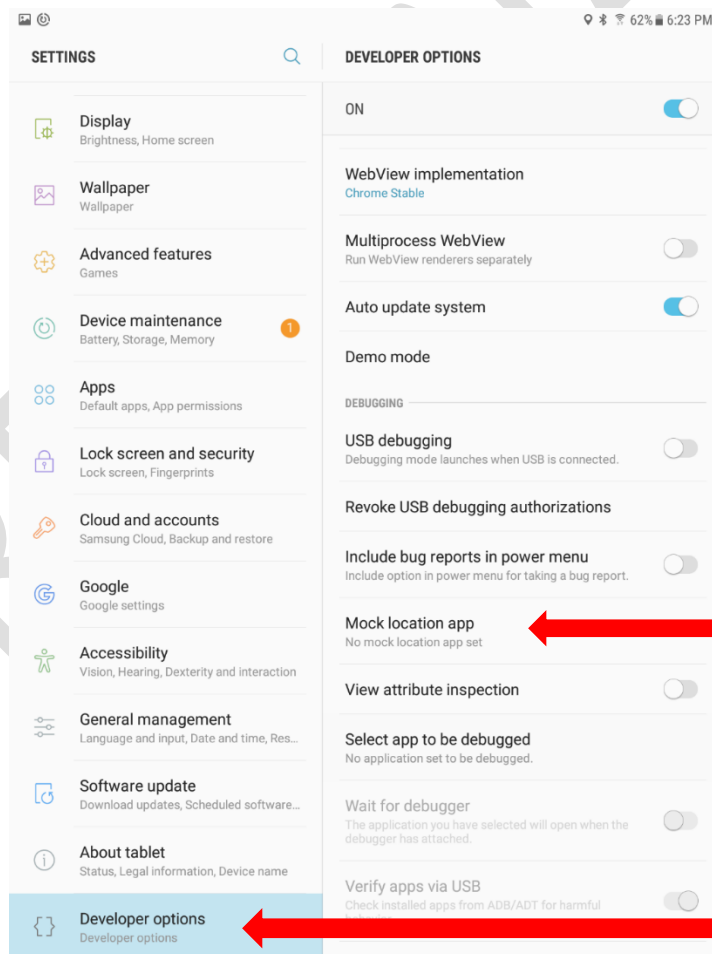 62% 6:23 PM
SETTINGS
Display
Brightness, Home screen
Wallpaper
Wallpaper
Advanced features
Games
Device maintenance
1
Battery, Storage, Memory
Apps
Default apps, App permissions
Lock screen and security
Lock screen, Fingerprints
Cloud and accounts
Samsung Cloud, Backup and restore
Google
Google settings
Accessibility
Vision, Hearing, Dexterity and interaction
General management
Language and input, Date and time, Res...
Software update
Download updates, Scheduled software...
About tablet
Status, Legal information, Device name
Developer options
Developer options
DEVELOPER OPTIONS
ON
WebView implementation
Chrome Stable
Multiprocess WebView
Run WebView renderers separately
Auto update system
Demo mode
DEBUGGING
USB debugging
Debugging mode launches when USB is connected.
Revoke USB debugging authorizations
Include bug reports in power menu
Include option in power menu for taking a bug report.
Mock location app
No mock location app set
View attribute inspection
Select app to be debugged
No application set to be debugged.
Wait for debugger
The application you have selected will open when the
debugger has attached.
Verify apps via USB
Check installed apps from ADB/ADT for harmful